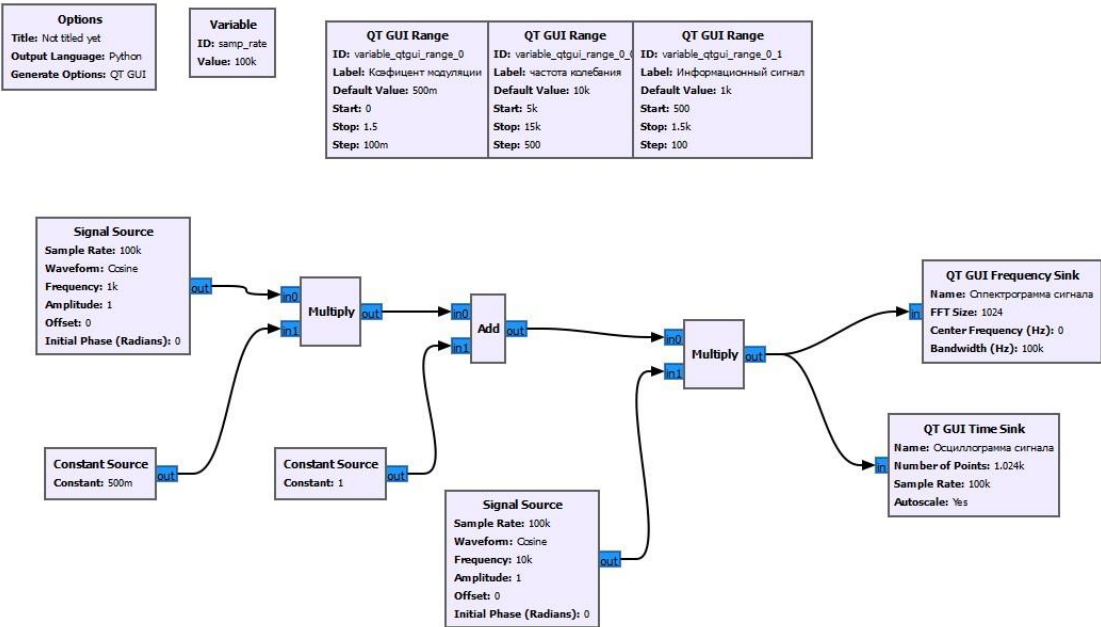 Options
Title: Not titled yet
Output Language: Python
Generate Options: QT GUI
Variable
ID: samp_rate
Value: 100k
QT GUI Range
ID: variable_qtgui_range_0
Label: Коэфицент модуляции
Default Value: 500m
Start: 0
Stop: 1.5
Step: 100m
QT GUI Range
ID: variable_qtgui_range_0_0
Label: частота колебания
Default Value: 10k
Start: 5k
Stop: 15k
Step: 500
QT GUI Range
ID: variable_qtgui_range_0_1
Label: Информационный сигнал
Default Value: 1k
Start: 500
Stop: 1.5k
Step: 100
Signal Source
Sample Rate: 100k
Waveform: Cosine
Frequency: 1k
Amplitude: 1
Offset: 0
Initial Phase (Radians): 0
out
in0
in1
Multiply
out
in0
in1
Add
out
in0
in1
Multiply
out
in
QT GUI Frequency Sink
Name: Сппектрограмма сигнала
FFT Size: 1024
Center Frequency (Hz): 0
Bandwidth (Hz): 100k
in
QT GUI Time Sink
Name: Осциллограмма сигнала
Number of Points: 1.024k
Sample Rate: 100k
Autoscale: Yes
Constant Source
Constant: 500m
out
Constant Source
Constant: 1
out
Signal Source
Sample Rate: 100k
Waveform: Cosine
Frequency: 10k
Amplitude: 1
Offset: 0
Initial Phase (Radians): 0
out